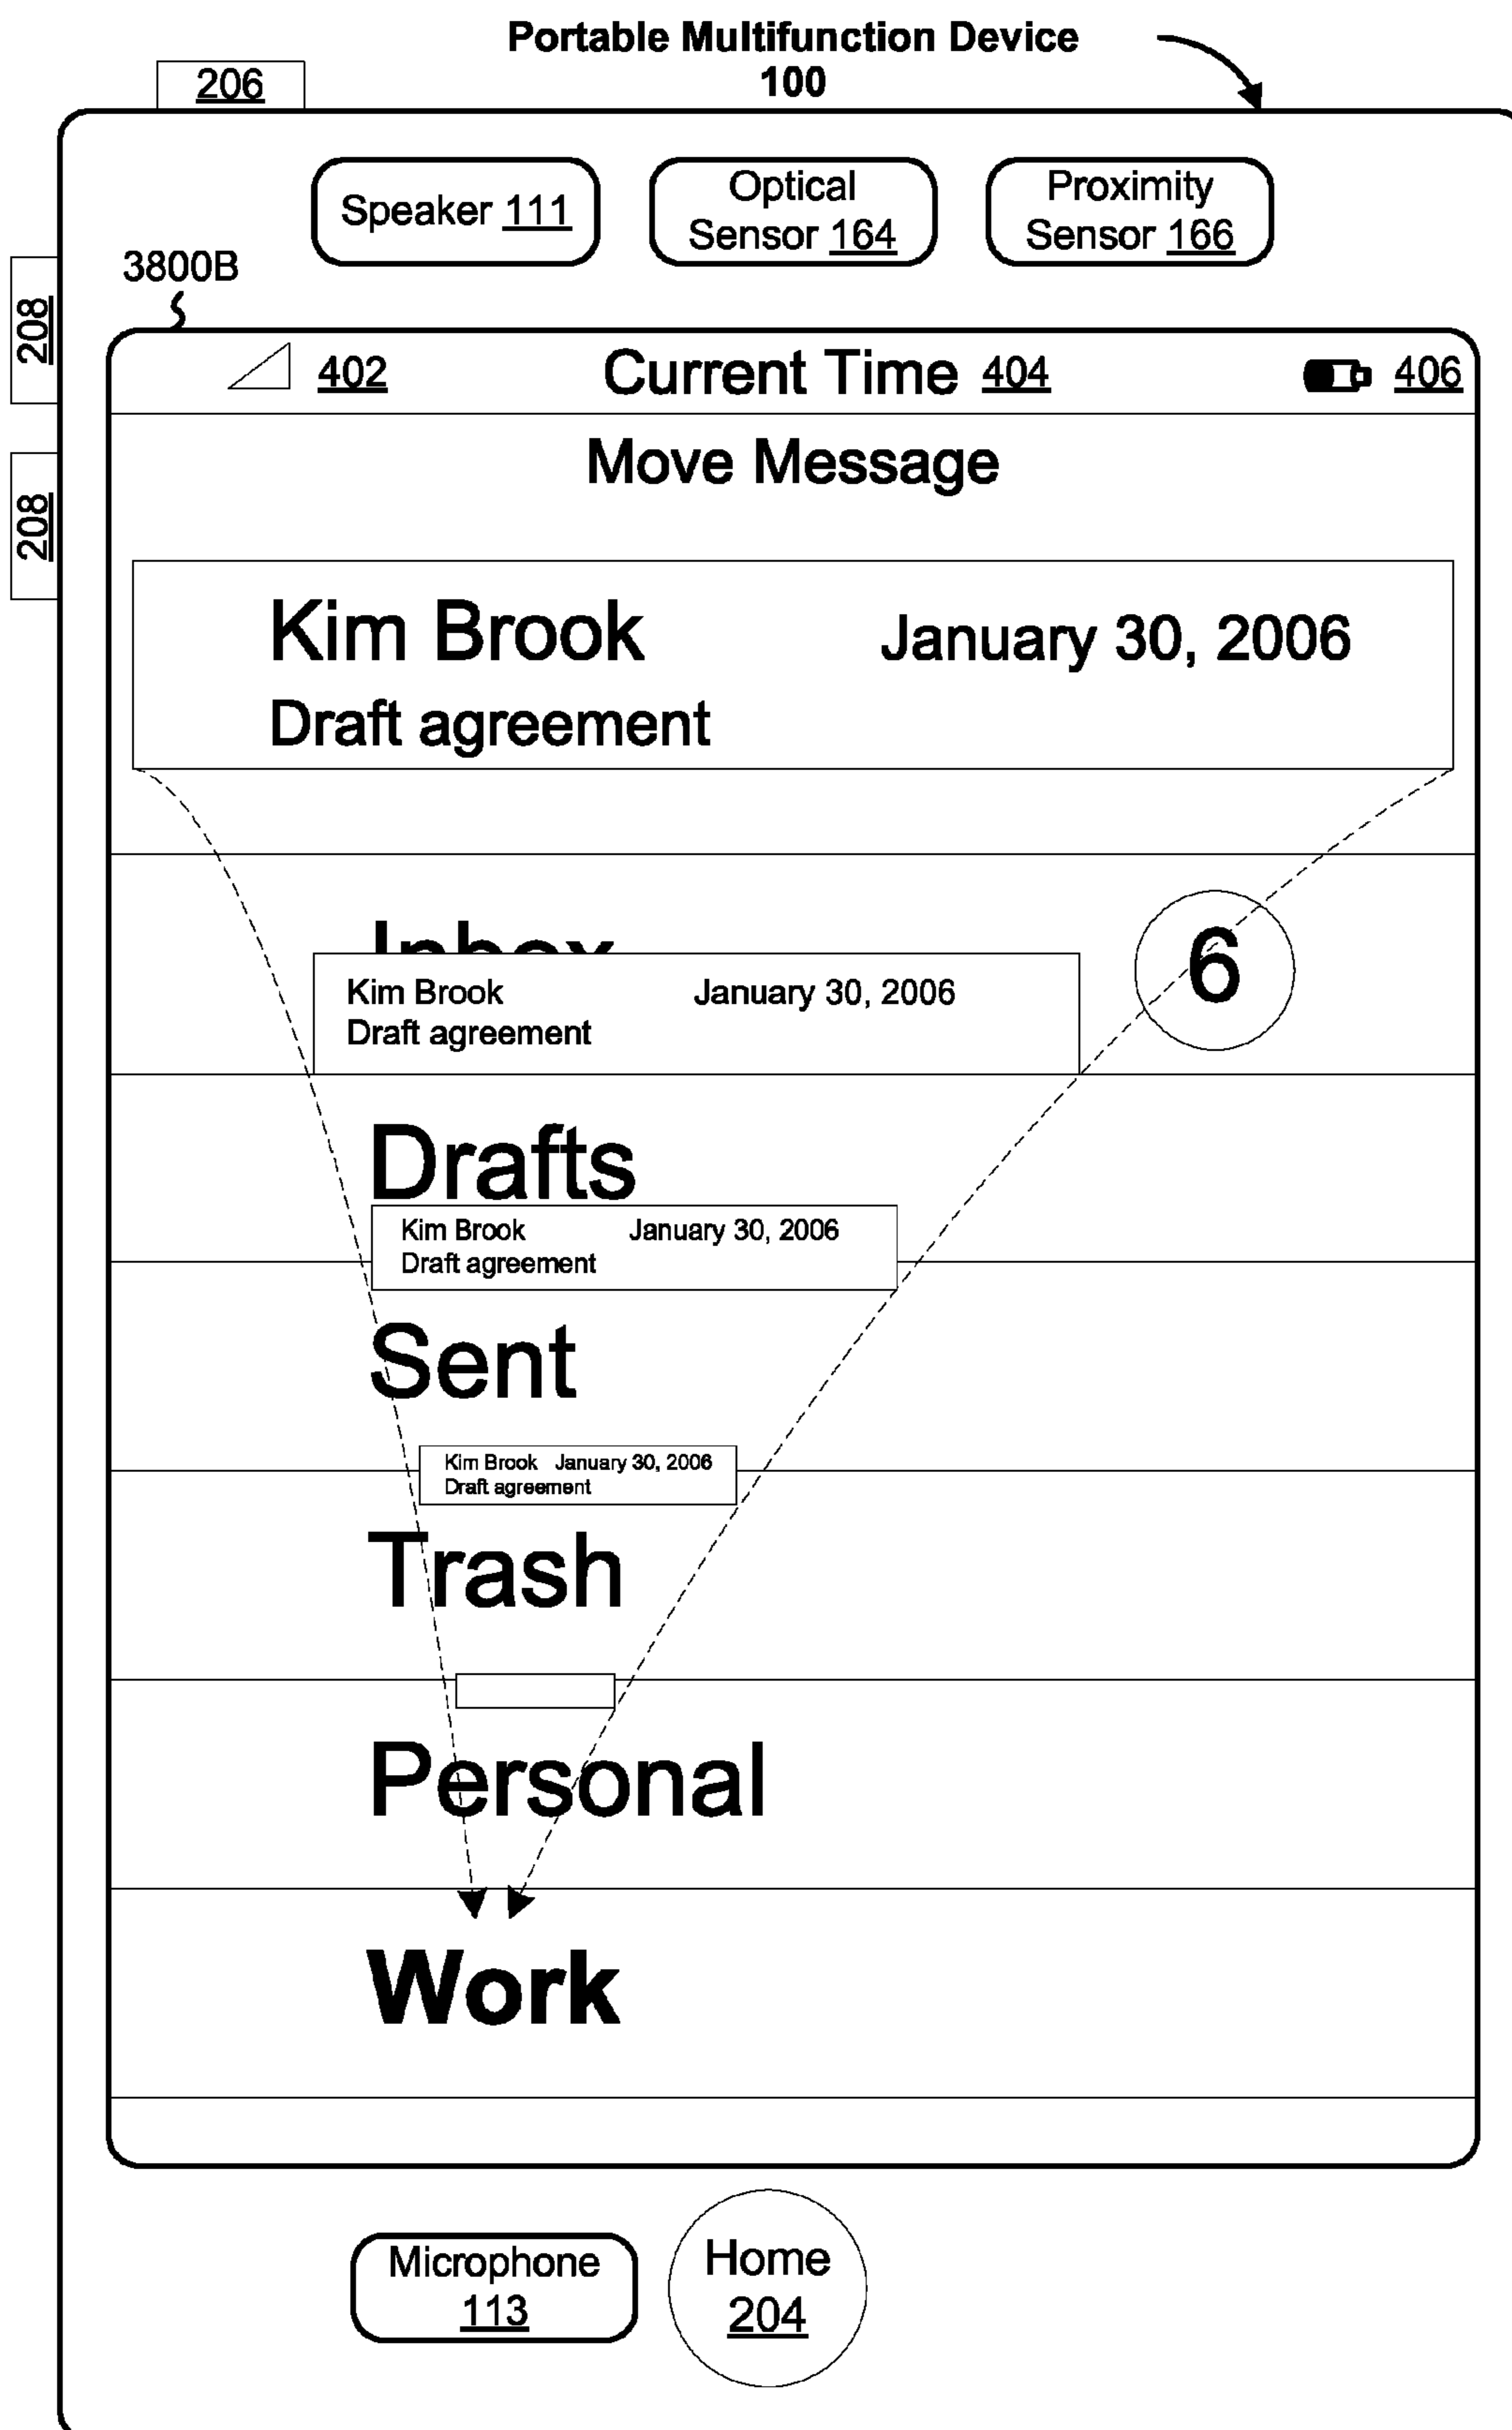 Portable Multifunction Device
100
206
Speaker 111
Optical
Sensor 164
Proximity
Sensor 166
3800B
208
208
402
Current Time 404
406
Move Message
Kim Brook January 30, 2006
Draft agreement
Inbox
6
Kim Brook January 30, 2006
Draft agreement
Drafts
Kim Brook January 30, 2006
Draft agreement
Sent
Kim Brook January 30, 2006
Draft agreement
Trash
Personal
Work
Microphone
113
Home
204